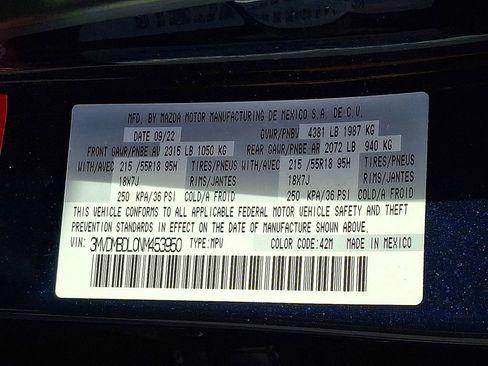 MFD. BY MAZDA MOTOR MANUFACTURING DE MEXICO S.A. DE C.V.
DATE 09/22 GVWR/PNBV 4381 LB 1987 KG
FRONT GAWR/PNBE AV 2315 LB 1050 KG REAR GAWR/PNBE AR 2072 LB 940 KG
WITH/AVEC 215 /55R18 95H TIRES/PNEUS WITH/AVEC 215 /55R18 95H TIRES/PNEUS
18X7J RIMS/JANTES 18X7J RIMS/JANTES
250 KPA/36 PSI COLD/A FROID 250 KPA/36 PSI COLD/A FROID
THIS VEHICLE CONFORMS TO ALL APPLICABLE FEDERAL MOTOR VEHICLE SAFETY AND THEFT
PREVENTION STANDARDS IN EFFECT ON THE DATE OF MANUFACTURE SHOWN ABOVE.
VIN: 3MVDMBDL0NM453950 TYPE:MPV COLOR CODE:42M MADE IN MEXICO